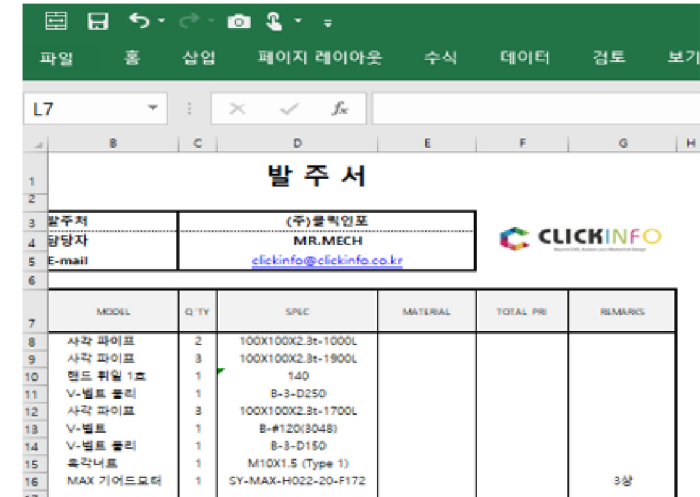 파일 홈 삽입 페이지 레이아웃 수식 데이터 검토 보기
L7 fx
B C D E F G H
1 발 주 서
2
3 발주처 (주)클릭인포
4 담당자 MR.MECH CLICKINFO
5 E-mail clickinfo@clickinfo.co.kr
6
7 MODEL Q'TY SPEC MATERIAL TOTAL PRI REMARKS
8 사각 파이프 2 100X100X2.3t-1000L
9 사각 파이프 3 100X100X2.3t-1900L
10 핸드 휘일 1호 1 140
11 V-벨트 풀리 1 B-3-D250
12 사각 파이프 3 100X100X2.3t-1700L
13 V-벨트 1 B-#120(3048)
14 V-벨트 풀리 1 B-3-D150
15 육각너트 1 M10X1.5 (Type 1)
16 MAX 기어드모터 1 SY-MAX-H022-20-F172 3상